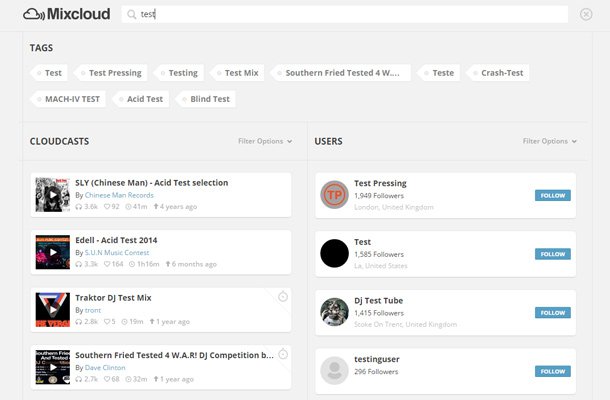 Mixcloud
test
TAGS
Test
Test Pressing
Testing
Test Mix
Southern Fried Tested 4 W....
Teste
Crash-Test
MACH-IV TEST
Acid Test
Blind Test
CLOUDCASTS
Filter Options
SLY (Chinese Man) - Acid Test selection
By Chinese Man Records
3.6k 92 41m 4 years ago
Edell - Acid Test 2014
By S.U.N Music Contest
3.3k 164 1h16m 6 months ago
Traktor DJ Test Mix
By tront
2.8k 5 19m 1 year ago
Southern Fried Tested 4 W.A.R! DJ Competition b...
By Dave Clinton
2.7k 68 32m 1 year ago
USERS
Filter Options
TP
Test Pressing
1,949 Followers
London, United Kingdom
FOLLOW
Test
1,585 Followers
La, United States
FOLLOW
Dj Test Tube
1,415 Followers
Stoke On Trent, United Kingdom
FOLLOW
testinguser
296 Followers
FOLLOW